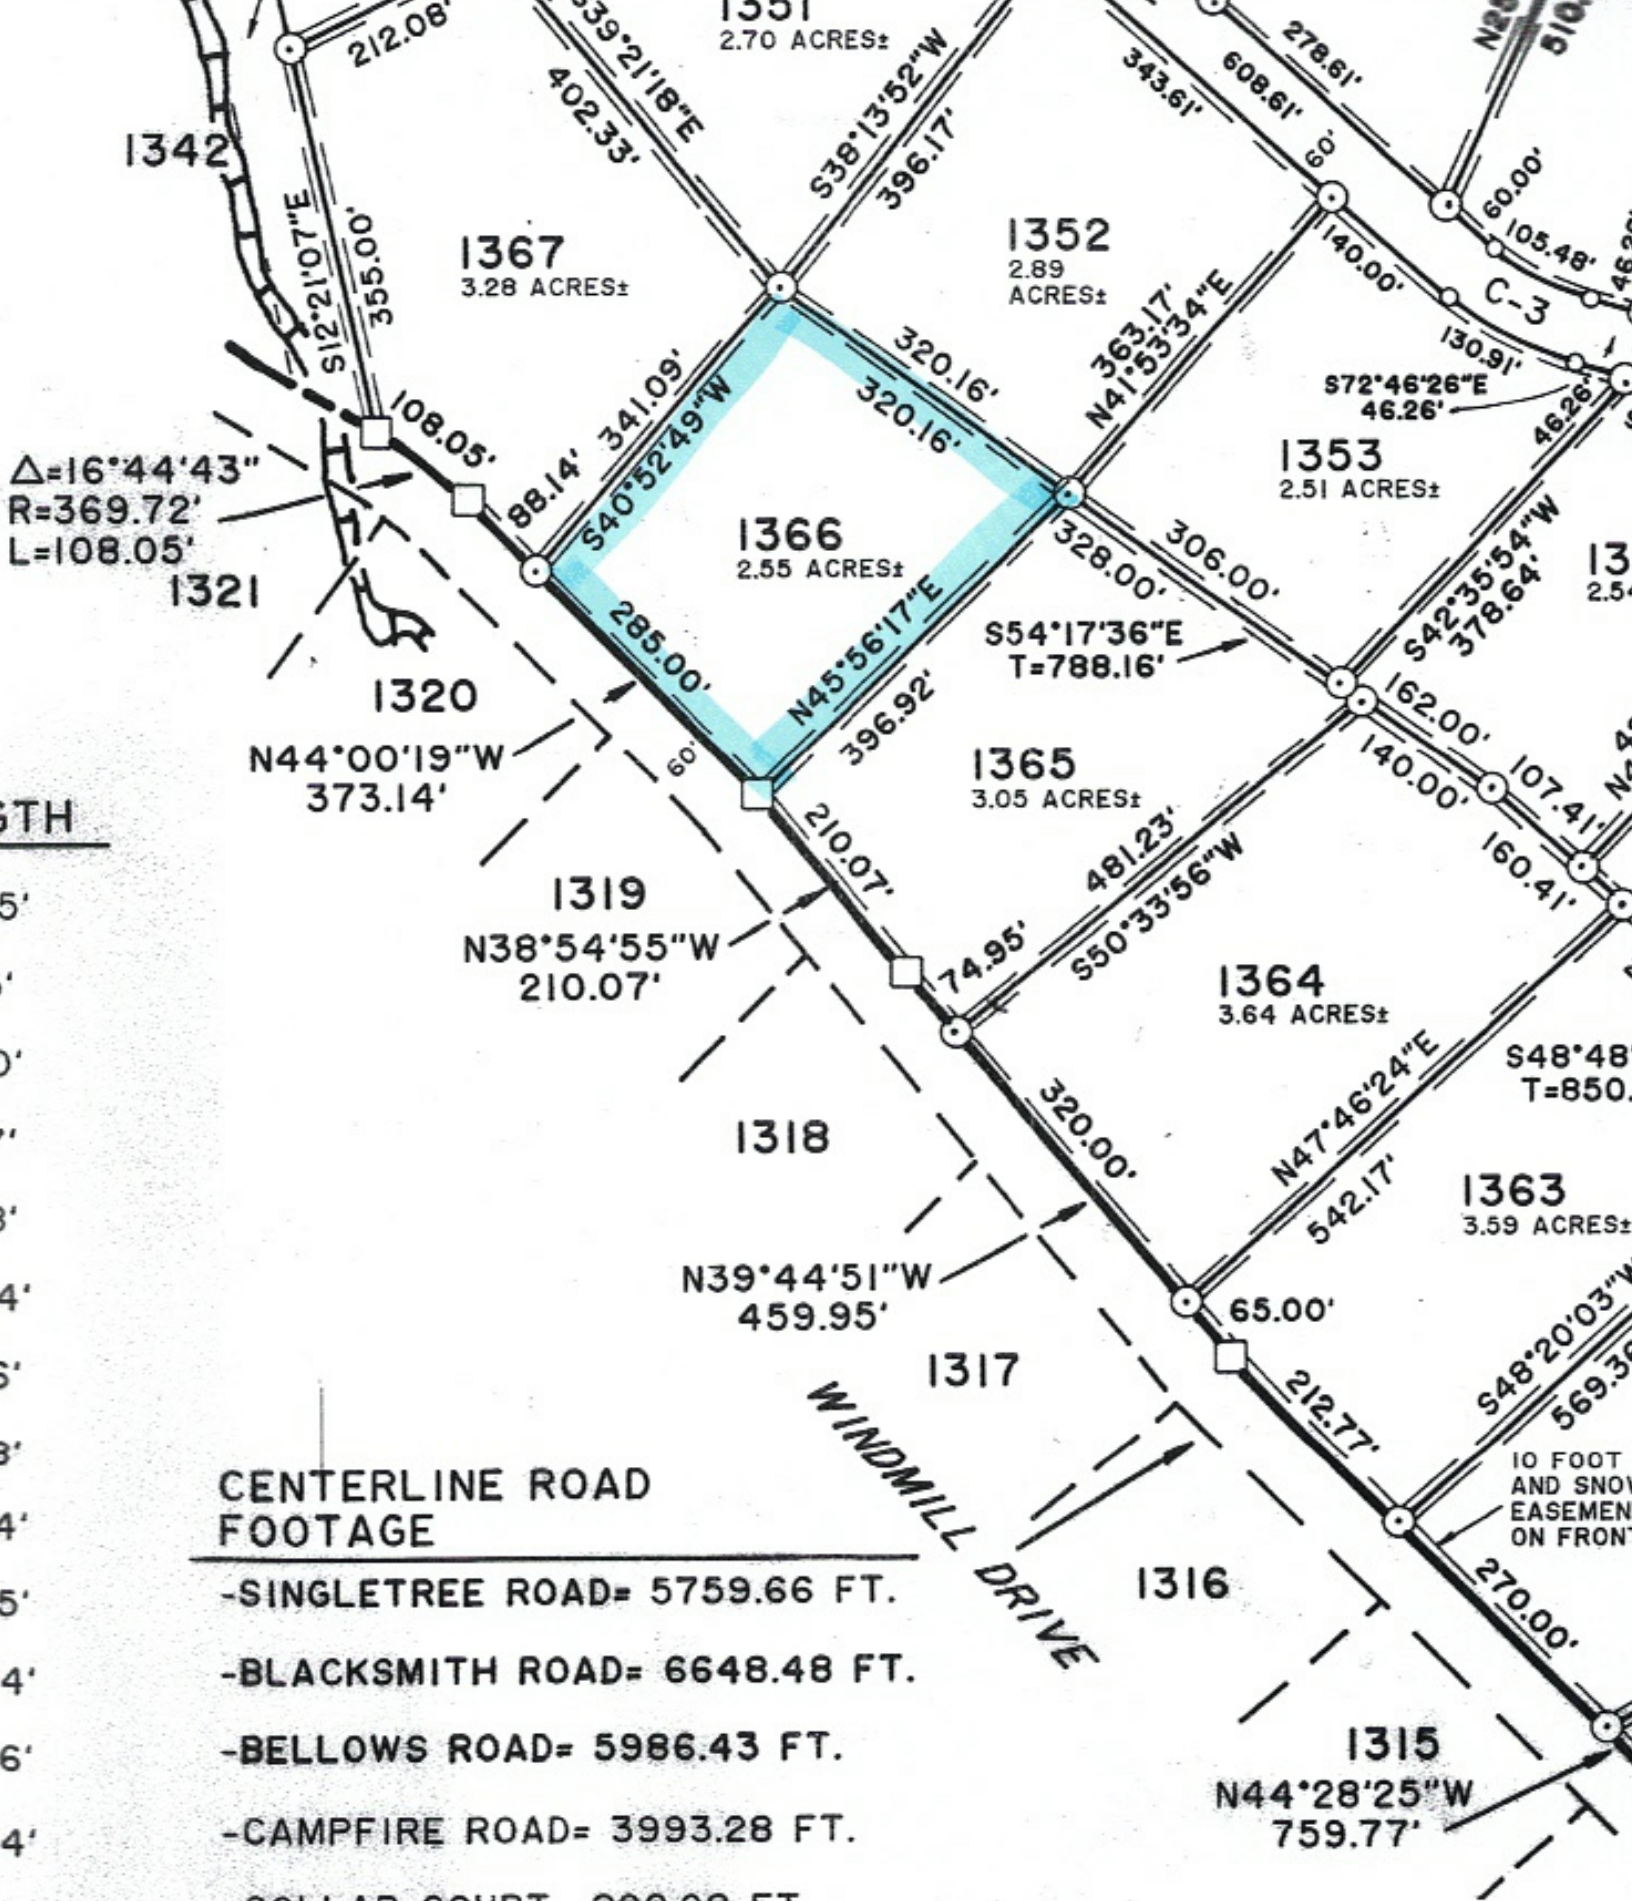 1351
2.70 ACRES±
212.08'
S39°21'18"E
402.33'
S38°13'52"W
396.17'
343.61'
278.61'
608.61'
60'
60.00'
105.48'
C-3
140.00'
130.91'
S72°46'26"E
46.26'
46.26'
1342
S12°21'07"E
355.00'
1367
3.28 ACRES±
1352
2.89
ACRES±
363.17'
N41°53'34"E
1353
2.51 ACRES±
108.05'
△=16°44'43"
R=369.72'
L=108.05'
1321
88.14'
341.09'
S40°52'49"W
320.16'
320.16'
1366
2.55 ACRES±
285.00'
N45°56'17"E
396.92'
328.00'
306.00'
S54°17'36"E
T=788.16'
S42°35'54"W
378.64'
1320
N44°00'19"W
373.14'
60'
1365
3.05 ACRES±
162.00'
140.00'
107.41'
160.41'
1319
N38°54'55"W
210.07'
210.07'
74.95'
481.23'
S50°33'56"W
1364
3.64 ACRES±
1318
320.00'
N47°46'24"E
542.17'
1363
3.59 ACRES±
N39°44'51"W
459.95'
65.00'
1317
212.77'
S48°20'03"W
10 FOOT
ON FRONT
WINDMILL DRIVE
1316
270.00'
1315
N44°28'25"W
759.77'
CENTERLINE ROAD
FOOTAGE
-SINGLETREE ROAD= 5759.66 FT.
-BLACKSMITH ROAD= 6648.48 FT.
-BELLOWS ROAD= 5986.43 FT.
-CAMPFIRE ROAD= 3993.28 FT.